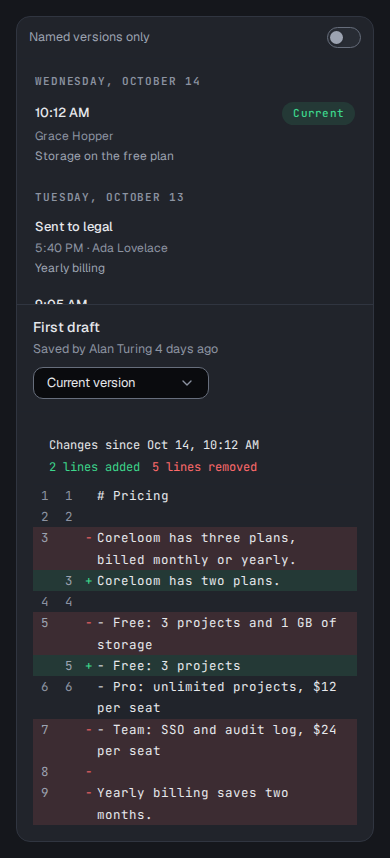 Named versions only
WEDNESDAY, OCTOBER 14
10:12 AM
Current
Grace Hopper
Storage on the free plan
TUESDAY, OCTOBER 13
Sent to legal
5:40 PM · Ada Lovelace
Yearly billing
9:05 AM
First draft
Saved by Alan Turing 4 days ago
Current version
Changes since Oct 14, 10:12 AM
2 lines added 5 lines removed
1 1 # Pricing
2 2
3 - Coreloom has three plans,
billed monthly or yearly.
3 + Coreloom has two plans.
4 4
5 - - Free: 3 projects and 1 GB of
storage
5 + - Free: 3 projects
6 6 - Pro: unlimited projects, $12
per seat
7 - - Team: SSO and audit log, $24
per seat
8 -
9 - Yearly billing saves two
months.